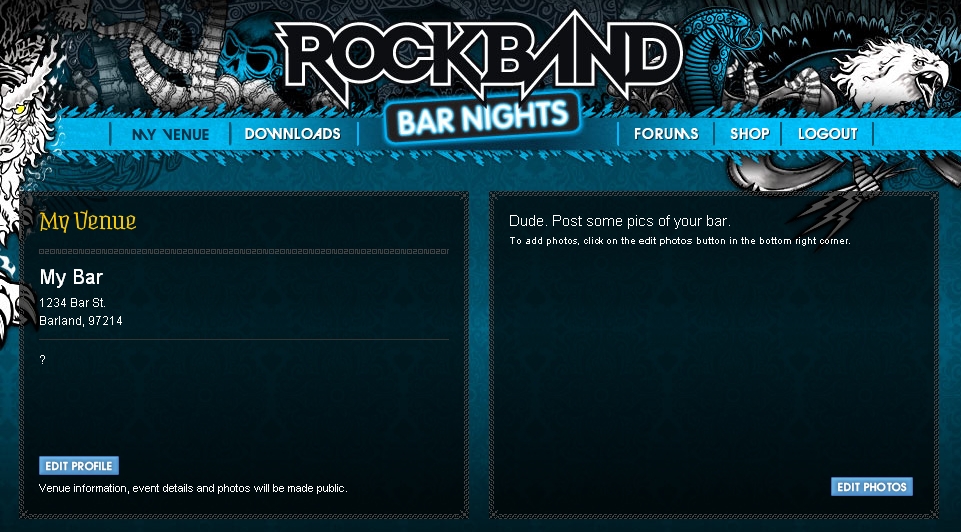 ROCKBAND
BAR NIGHTS
MY VENUE DOWNLOADS FORUMS SHOP LOGOUT
My Venue
My Bar
1234 Bar St.
Barland, 97214
?
EDIT PROFILE
Venue information, event details and photos will be made public.
Dude. Post some pics of your bar.
To add photos, click on the edit photos button in the bottom right corner.
EDIT PHOTOS